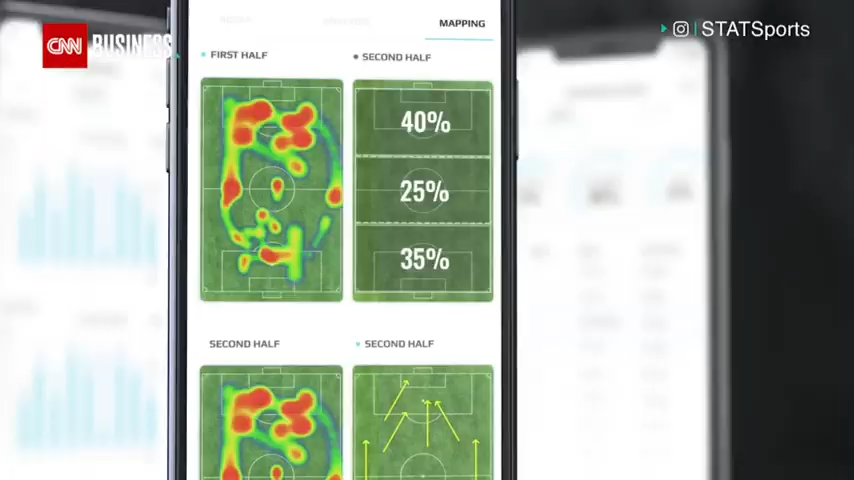 MAPPING
CNN BUSINESS
STATSports
FIRST HALF
SECOND HALF
40%
25%
35%
SECOND HALF
SECOND HALF